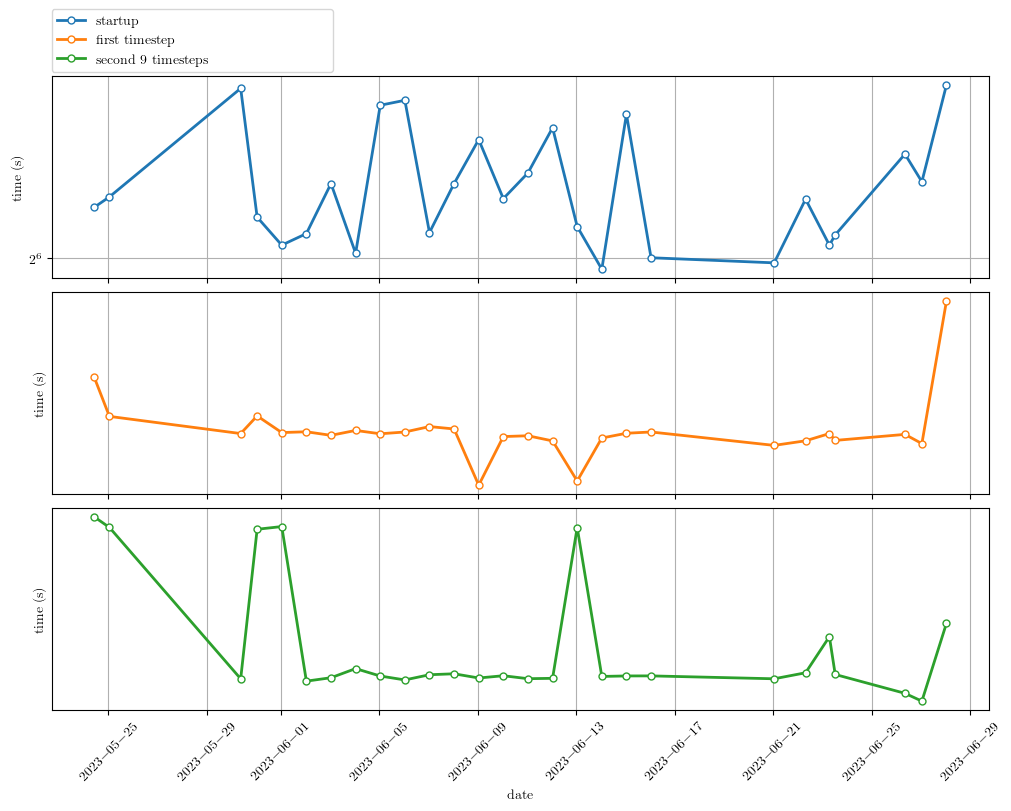 startup
first timestep
second 9 timesteps
time (s)
2⁶
time (s)
time (s)
2023−05−25
2023−05−29
2023−06−01
2023−06−05
2023−06−09
2023−06−13
2023−06−17
2023−06−21
2023−06−25
2023−06−29
date